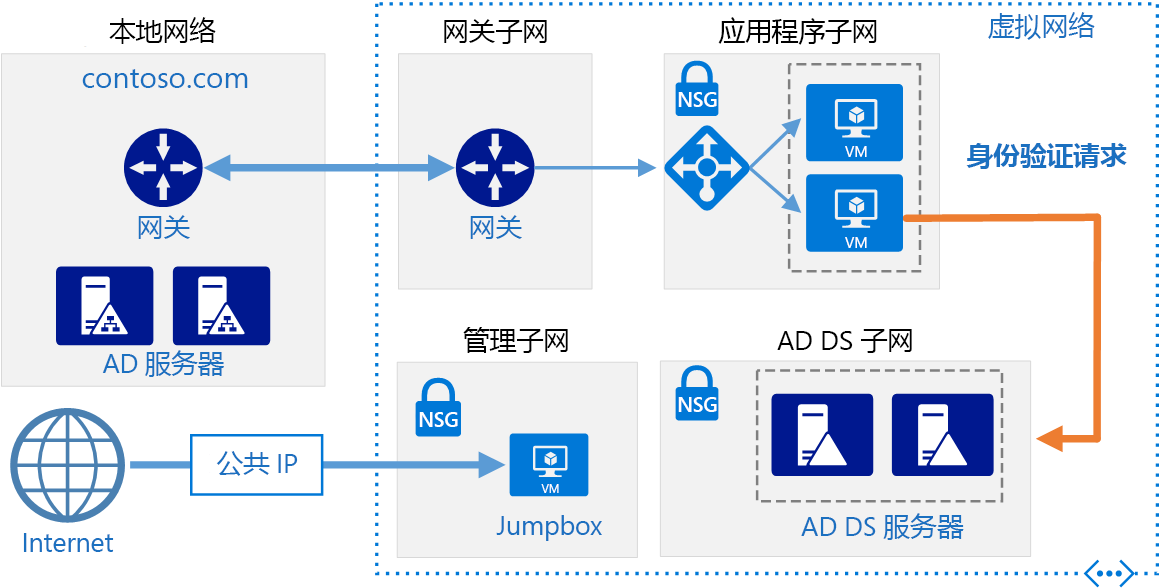 本地网络
网关子网
应用程序子网
虚拟网络
contoso.com
NSG
VM
身份验证请求
网关
网关
VM
AD 服务器
管理子网
AD DS 子网
NSG
NSG
公共 IP
VM
Internet
Jumpbox
AD DS 服务器